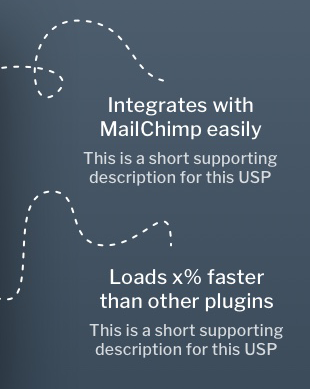 Integrates with
MailChimp easily
This is a short supporting
description for this USP
Loads x% faster
than other plugins
This is a short supporting
description for this USP